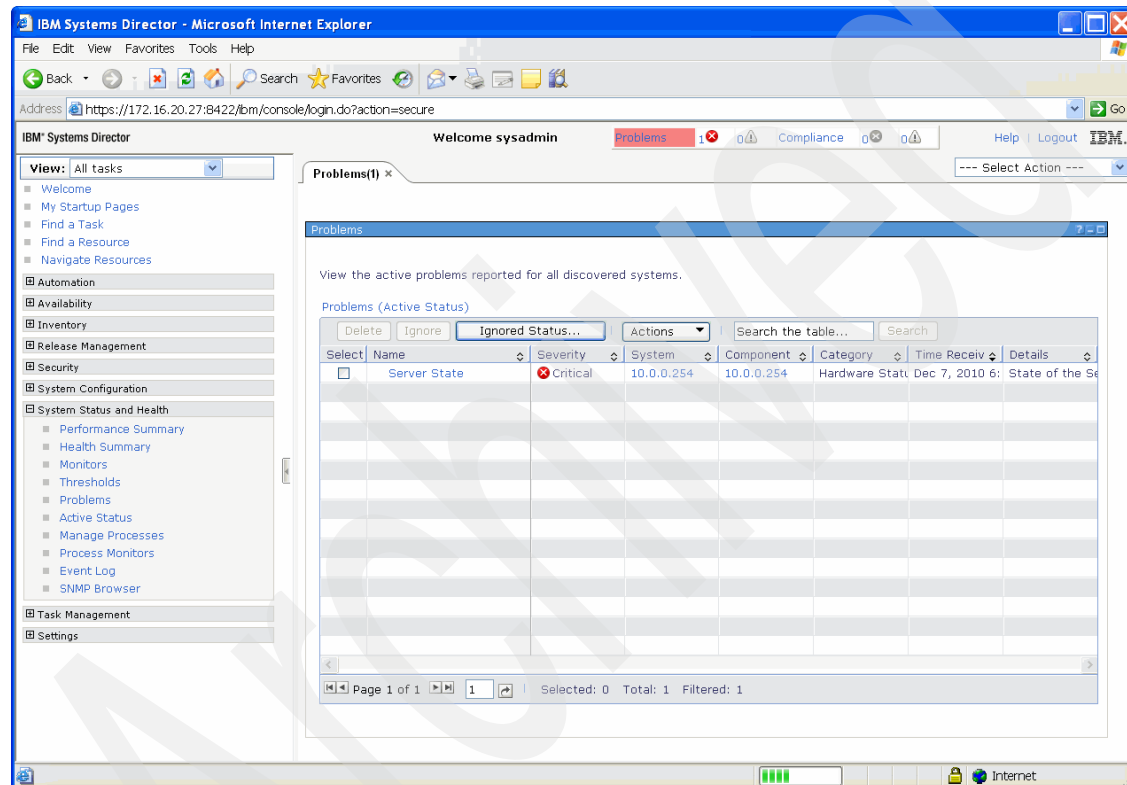 IBM Systems Director - Microsoft Internet Explorer
File Edit View Favorites Tools Help
Back Search Favorites
Address https://172.16.20.27:8422/ibm/console/login.do?action=secure Go
IBM® Systems Director Welcome sysadmin Problems 1 0 Compliance 0 0 Help Logout IBM.
View: All tasks
Problems(1) × --- Select Action ---
Welcome
My Startup Pages
Find a Task
Find a Resource
Navigate Resources
Automation
Availability
Inventory
Release Management
Security
System Configuration
System Status and Health
Performance Summary
Health Summary
Monitors
Thresholds
Problems
Active Status
Manage Processes
Process Monitors
Event Log
SNMP Browser
Task Management
Settings
Problems
View the active problems reported for all discovered systems.
Problems (Active Status)
Delete Ignore Ignored Status... Actions Search the table... Search
Select Name Severity System Component Category Time Receiv Details
Server State Critical 10.0.0.254 10.0.0.254 Hardware Statu Dec 7, 2010 6: State of the Se
Page 1 of 1 1 Selected: 0 Total: 1 Filtered: 1
Internet
Archived